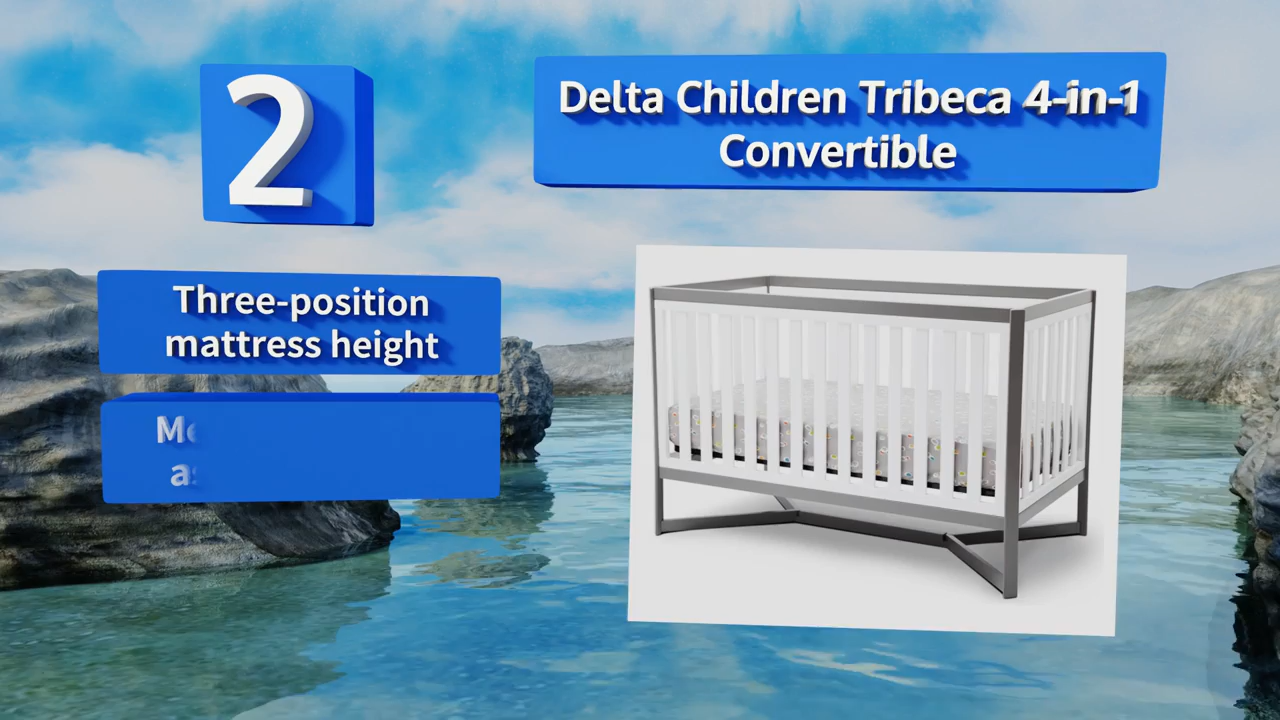 2
Delta Children Tribeca 4-in-1
Convertible
Three-position
mattress height